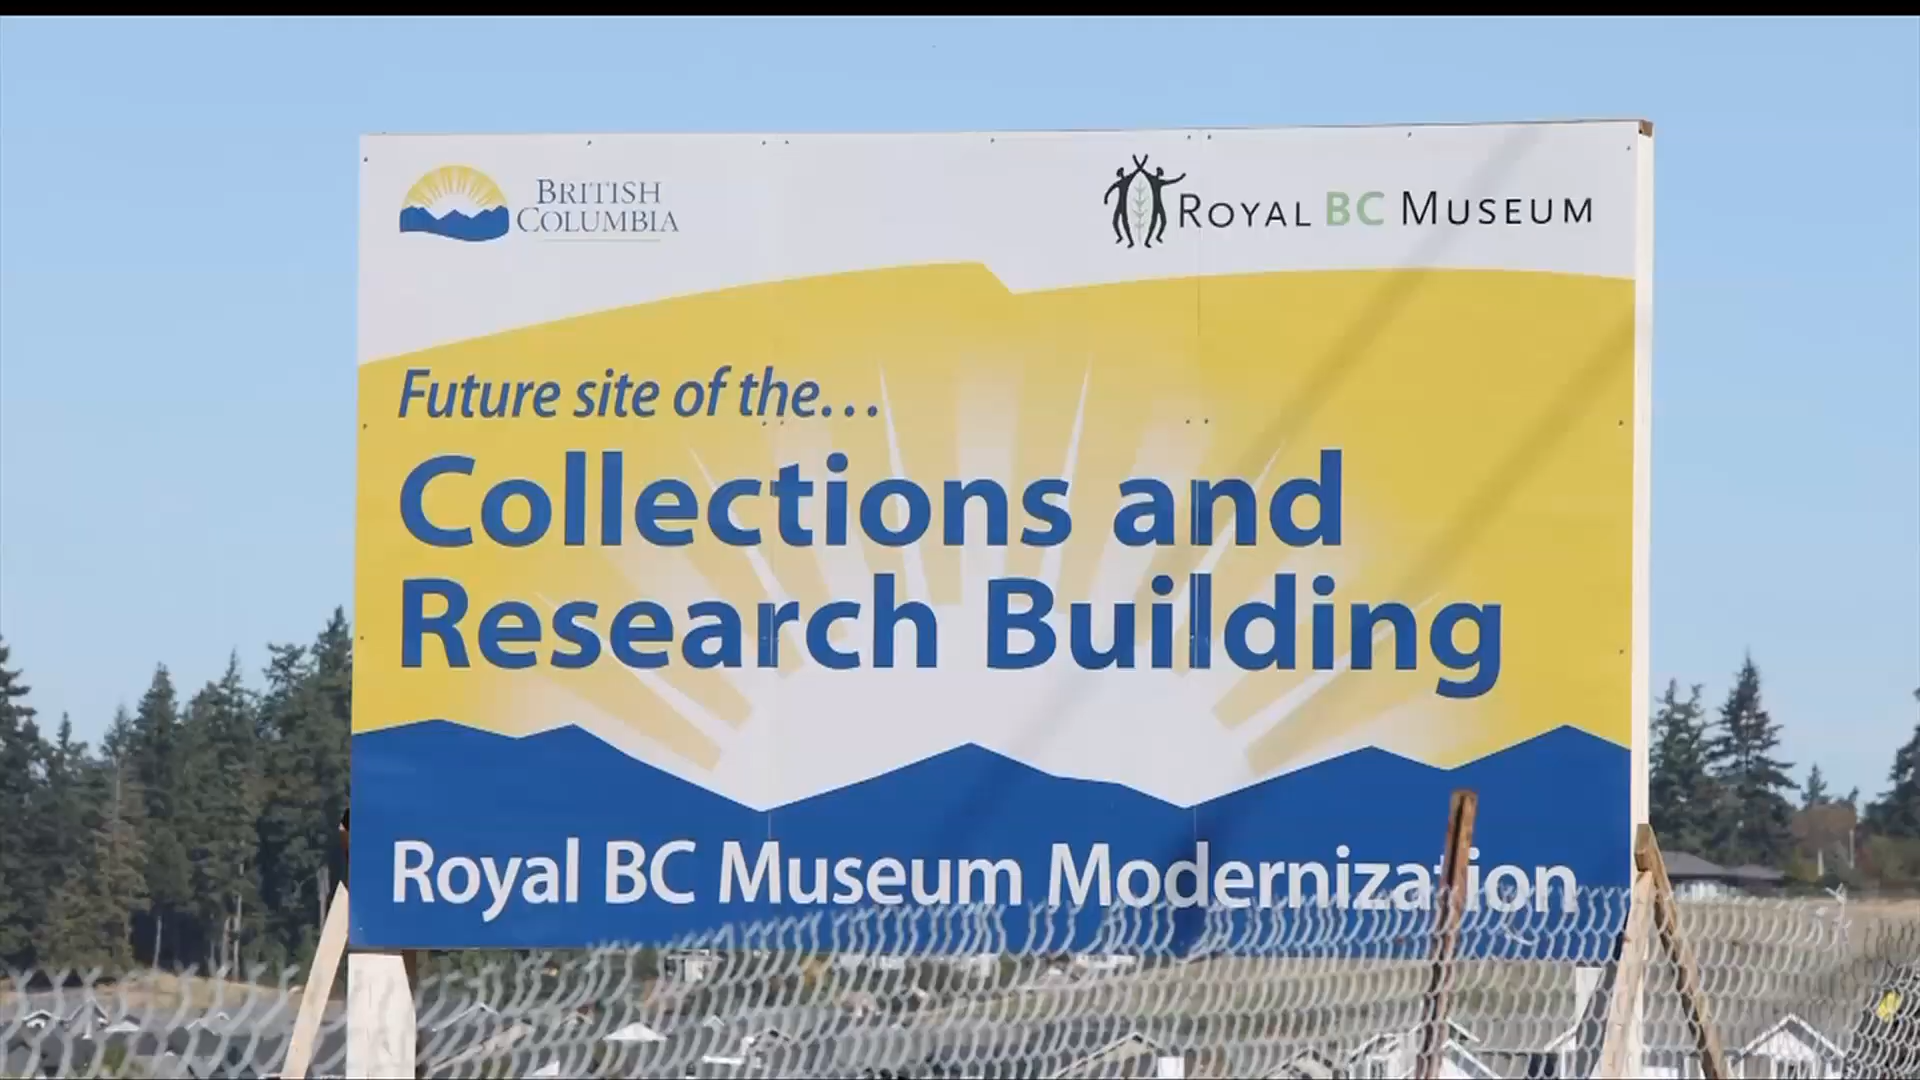 BRITISH
COLUMBIA
ROYAL BC MUSEUM
Future site of the...
Collections and
Research Building
Royal BC Museum Modernization